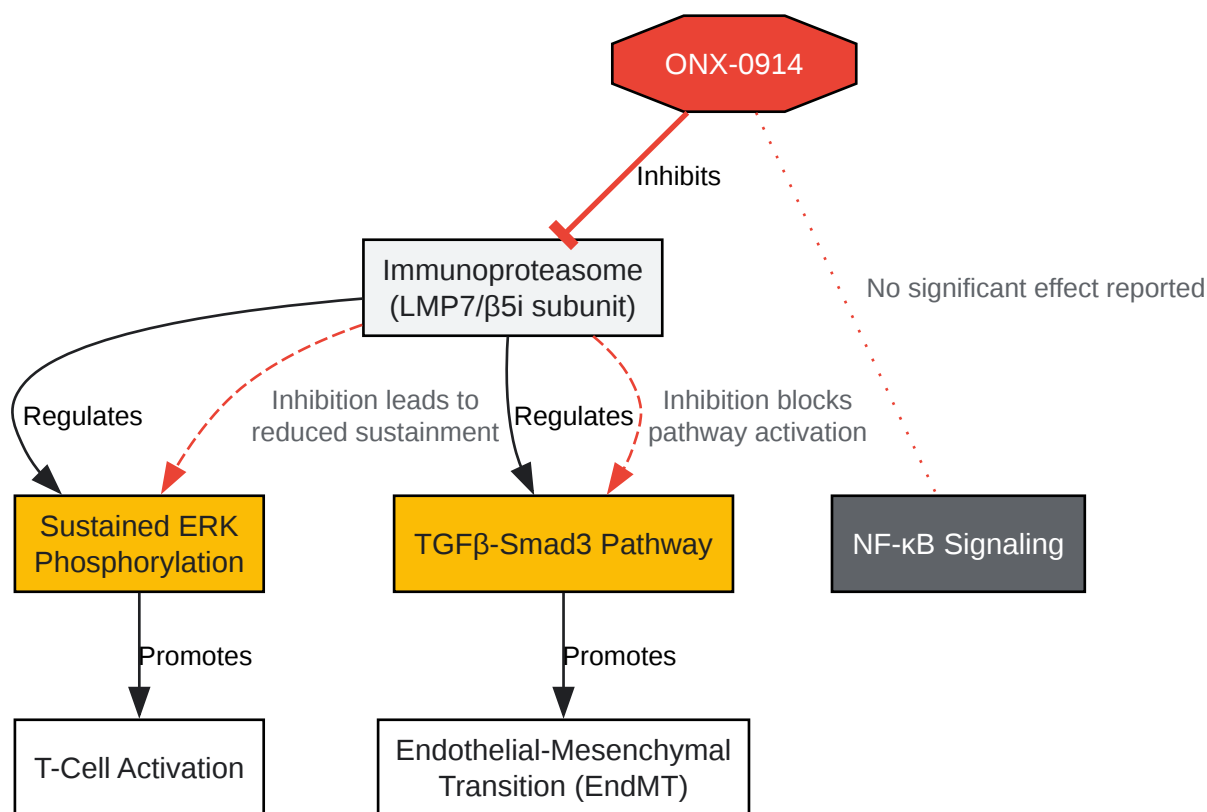 ONX-0914
Inhibits
Immunoproteasome
(LMP7/β5i subunit)
No significant effect reported
Regulates
Inhibition leads to
reduced sustainment
Regulates
Inhibition blocks
pathway activation
Sustained ERK
Phosphorylation
TGFβ-Smad3 Pathway
NF-κB Signaling
Promotes
Promotes
T-Cell Activation
Endothelial-Mesenchymal
Transition (EndMT)